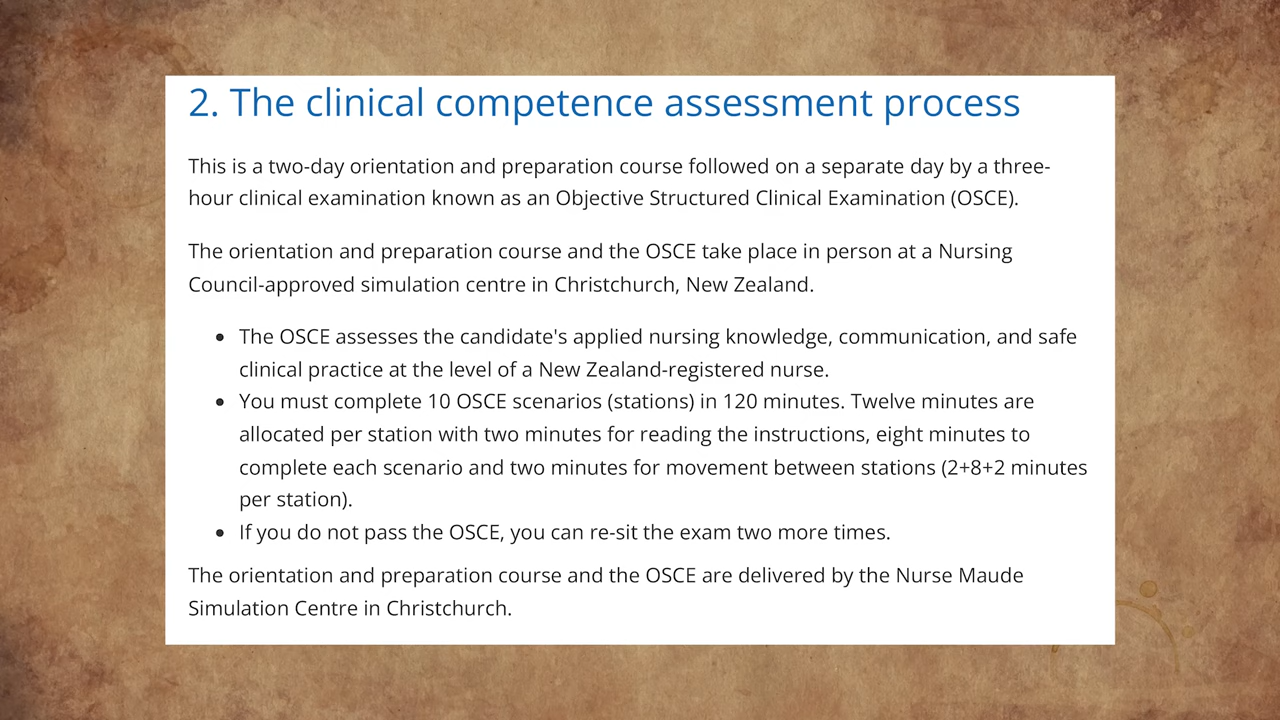 2. The clinical competence assessment process
This is a two-day orientation and preparation course followed on a separate day by a three-
hour clinical examination known as an Objective Structured Clinical Examination (OSCE).
The orientation and preparation course and the OSCE take place in person at a Nursing
Council-approved simulation centre in Christchurch, New Zealand.
• The OSCE assesses the candidate's applied nursing knowledge, communication, and safe
clinical practice at the level of a New Zealand-registered nurse.
• You must complete 10 OSCE scenarios (stations) in 120 minutes. Twelve minutes are
allocated per station with two minutes for reading the instructions, eight minutes to
complete each scenario and two minutes for movement between stations (2+8+2 minutes
per station).
• If you do not pass the OSCE, you can re-sit the exam two more times.
The orientation and preparation course and the OSCE are delivered by the Nurse Maude
Simulation Centre in Christchurch.